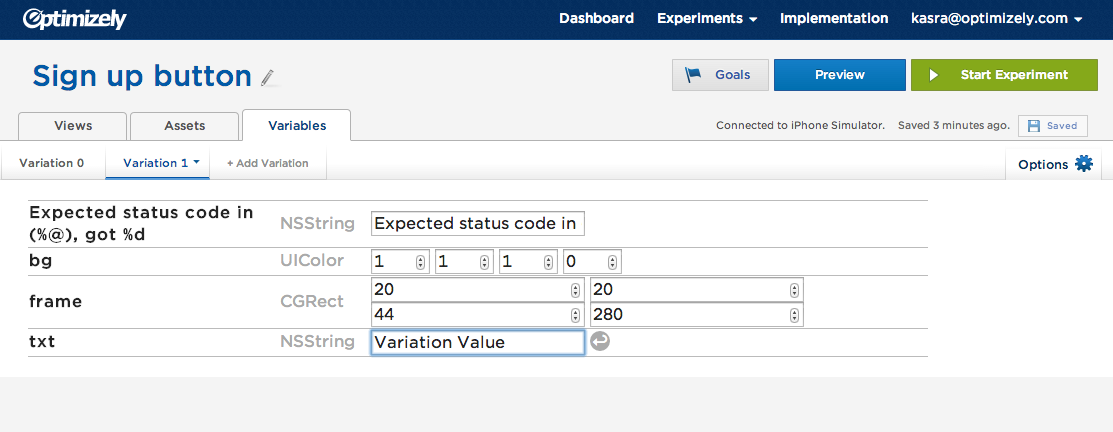 Optimizely Dashboard Experiments Implementation kasra@optimizely.com
Sign up button Goals Preview Start Experiment
Views Assets Variables Connected to iPhone Simulator. Saved 3 minutes ago. Saved
Variation 0 Variation 1 + Add Variation Options
Expected status code in
(%@), got %d NSString Expected status code in
bg UIColor 1 1 1 0
frame CGRect 20 20
44 280
txt NSString Variation Value